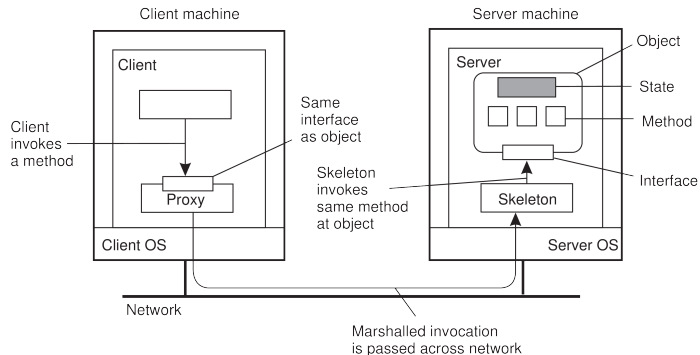 Client machine
Server machine
Object
Client
Server
State
Same
interface
as object
Client
invokes
a method
Method
Skeleton
invokes
same method
at object
Interface
Proxy
Skeleton
Client OS
Server OS
Network
Marshalled invocation
is passed across network